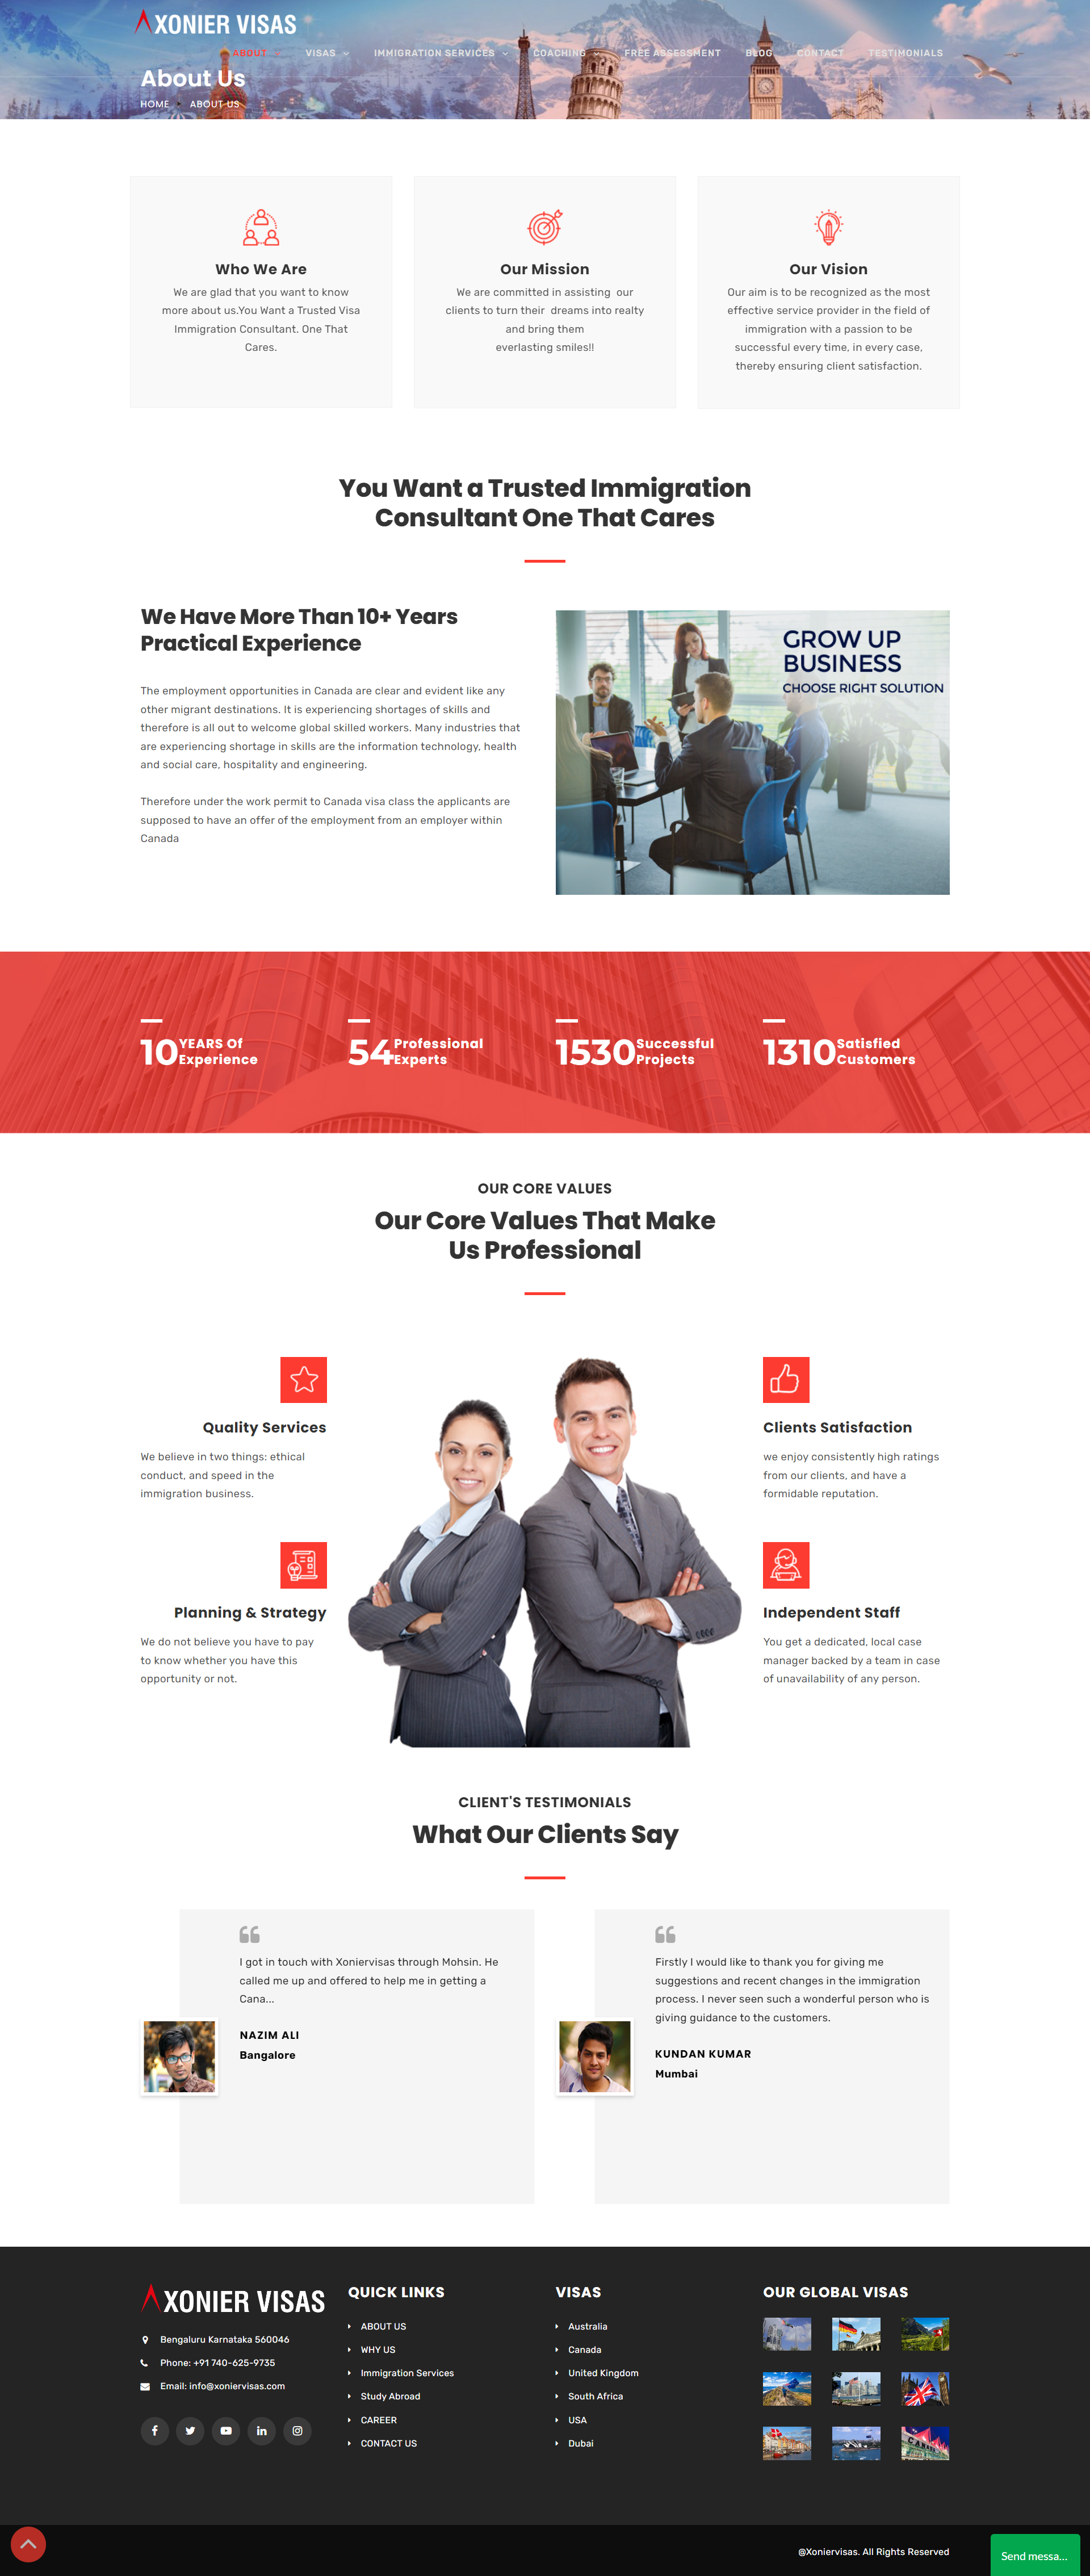 XONIER VISAS
ABOUT
VISAS
IMMIGRATION SERVICES
COACHING
FREE ASSESSMENT
BLOG
CONTACT
TESTIMONIALS
About Us
HOME
ABOUT US
Who We Are
We are glad that you want to know
more about us.You Want a Trusted Visa
Immigration Consultant. One That
Cares.
Our Mission
We are committed in assisting our
clients to turn their dreams into realty
and bring them
everlasting smiles!!
Our Vision
Our aim is to be recognized as the most
effective service provider in the field of
immigration with a passion to be
successful every time, in every case,
thereby ensuring client satisfaction.
You Want a Trusted Immigration
Consultant One That Cares
We Have More Than 10+ Years
Practical Experience
The employment opportunities in Canada are clear and evident like any
other migrant destinations. It is experiencing shortages of skills and
therefore is all out to welcome global skilled workers. Many industries that
are experiencing shortage in skills are the information technology, health
and social care, hospitality and engineering.
Therefore under the work permit to Canada visa class the applicants are
supposed to have an offer of the employment from an employer within
Canada
GROW UP
BUSINESS
CHOOSE RIGHT SOLUTION
10
YEARS Of
Experience
54
Professional
Experts
1530
Successful
Projects
1310
Satisfied
Customers
OUR CORE VALUES
Our Core Values That Make
Us Professional
Quality Services
We believe in two things: ethical
conduct, and speed in the
immigration business.
Planning & Strategy
We do not believe you have to pay
to know whether you have this
opportunity or not.
Clients Satisfaction
we enjoy consistently high ratings
from our clients, and have a
formidable reputation.
Independent Staff
You get a dedicated, local case
manager backed by a team in case
of unavailability of any person.
CLIENT'S TESTIMONIALS
What Our Clients Say
I got in touch with Xoniervisas through Mohsin. He
called me up and offered to help me in getting a
Cana...
NAZIM ALI
Bangalore
Firstly I would like to thank you for giving me
suggestions and recent changes in the immigration
process. I never seen such a wonderful person who is
giving guidance to the customers.
KUNDAN KUMAR
Mumbai
XONIER VISAS
Bengaluru Karnataka 560046
Phone: +91 740-625-9735
Email: info@xoniervisas.com
QUICK LINKS
ABOUT US
WHY US
Immigration Services
Study Abroad
CAREER
CONTACT US
VISAS
Australia
Canada
United Kingdom
South Africa
USA
Dubai
OUR GLOBAL VISAS
@Xoniervisas. All Rights Reserved
Send messa...